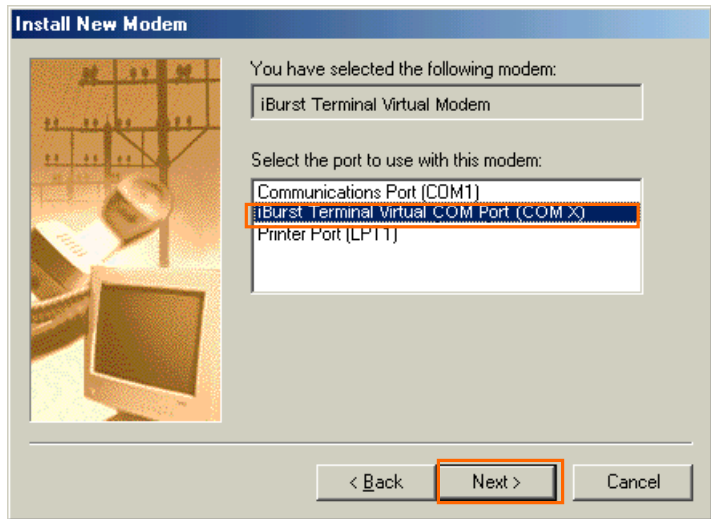 Install New Modem
You have selected the following modem:
iBurst Terminal Virtual Modem
Select the port to use with this modem:
Communications Port (COM1)
iBurst Terminal Virtual COM Port (COM X)
Printer Port (LPT1)
< Back
Next >
Cancel